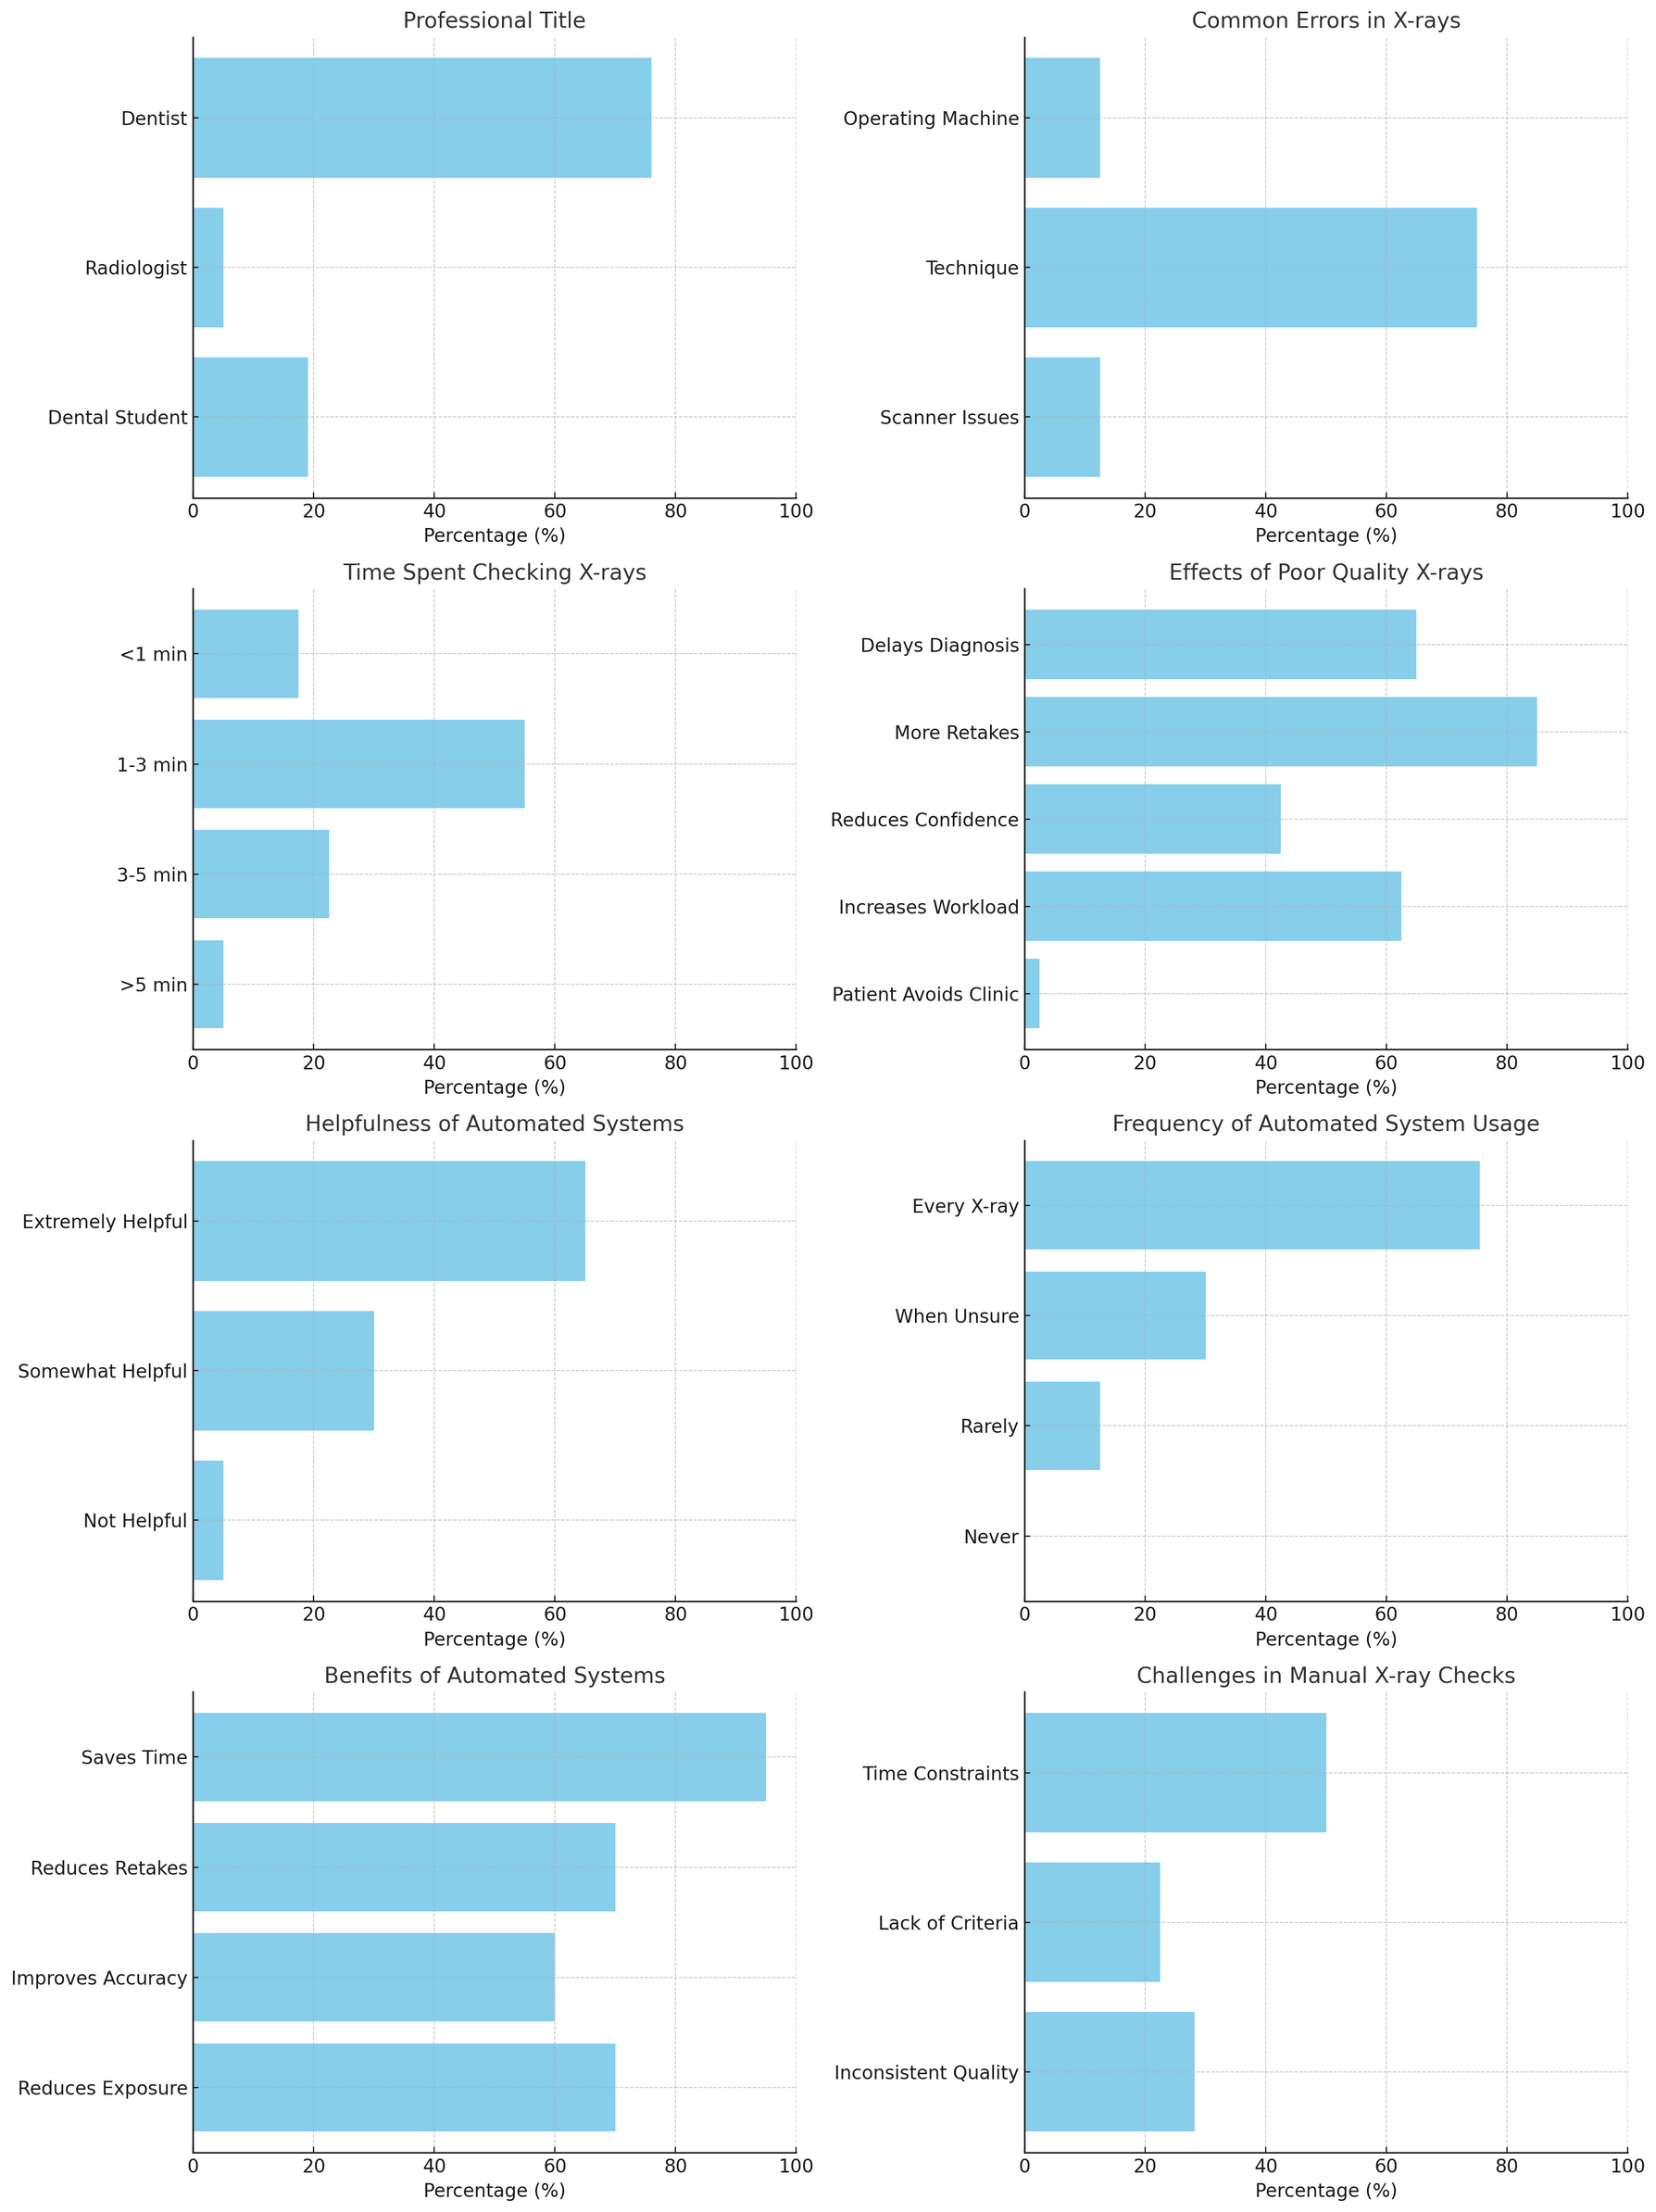 Professional Title
Dentist
Radiologist
Dental Student
0 20 40 60 80 100
Percentage (%)
Common Errors in X-rays
Operating Machine
Technique
Scanner Issues
0 20 40 60 80 100
Percentage (%)
Time Spent Checking X-rays
<1 min
1-3 min
3-5 min
>5 min
0 20 40 60 80 100
Percentage (%)
Effects of Poor Quality X-rays
Delays Diagnosis
More Retakes
Reduces Confidence
Increases Workload
Patient Avoids Clinic
0 20 40 60 80 100
Percentage (%)
Helpfulness of Automated Systems
Extremely Helpful
Somewhat Helpful
Not Helpful
0 20 40 60 80 100
Percentage (%)
Frequency of Automated System Usage
Every X-ray
When Unsure
Rarely
Never
0 20 40 60 80 100
Percentage (%)
Benefits of Automated Systems
Saves Time
Reduces Retakes
Improves Accuracy
Reduces Exposure
0 20 40 60 80 100
Percentage (%)
Challenges in Manual X-ray Checks
Time Constraints
Lack of Criteria
Inconsistent Quality
0 20 40 60 80 100
Percentage (%)